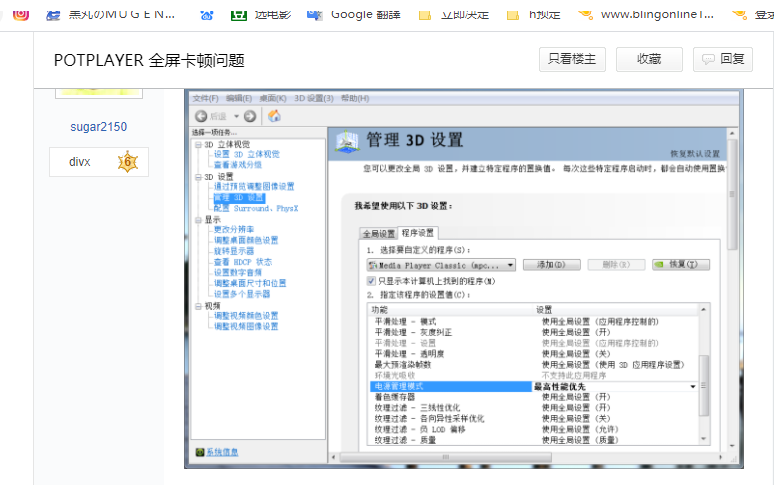 黑丸のＭＵＧＥＮ...
选电影
Google 翻譯
立即决定
h预定
www.blingonline1...
登录
POTPLAYER 全屏卡顿问题
只看楼主
收藏
回复
sugar2150
divx
6
文件(F) 编辑(E) 桌面(K) 3D 设置(3) 帮助(H)
后退
选择一项任务...
3D 立体视觉
设置 3D 立体视觉
查看游戏分级
3D 设置
通过预览调整图像设置
管理 3D 设置
配置 Surround、PhysX
显示
更改分辨率
调整桌面颜色设置
旋转显示器
查看 HDCP 状态
设置数字音频
调整桌面尺寸和位置
设置多个显示器
视频
调整视频颜色设置
调整视频图像设置
系统信息
管理 3D 设置
恢复默认设置
您可以更改全局 3D 设置，并建立特定程序的置换值。 每次这些特定程序启动时，都会自动使用置换
我希望使用以下 3D 设置：
全局设置 程序设置
1. 选择要自定义的程序(S)：
Media Player Classic (mpc...
添加(D)
删除(R)
恢复(T)
只显示本计算机上找到的程序(M)
2. 指定该程序的设置值(C)：
功能 设置
平滑处理 - 模式 使用全局设置 (应用程序控制的)
平滑处理 - 灰度纠正 使用全局设置 (开)
平滑处理 - 设置 使用全局设置 (应用程序控制的)
平滑处理 - 透明度 使用全局设置 (关)
最大预渲染帧数 使用全局设置 (使用 3D 应用程序设置)
环境光吸收 不支持此应用程序
电源管理模式 最高性能优先
着色缓存器 使用全局设置 (开)
纹理过滤 - 三线性优化 使用全局设置 (开)
纹理过滤 - 各向异性采样优化 使用全局设置 (关)
纹理过滤 - 负 LOD 偏移 使用全局设置 (允许)
纹理过滤 - 质量 使用全局设置 (质量)